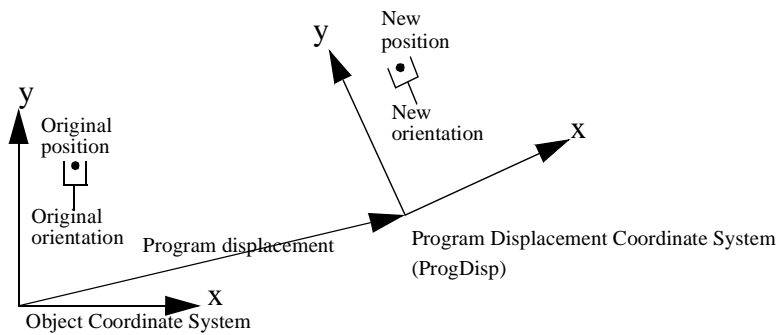 New
position
y
y
Original
position
New
orientation
x
Original
orientation
Program displacement
Program Displacement Coordinate System
(ProgDisp)
x
Object Coordinate System